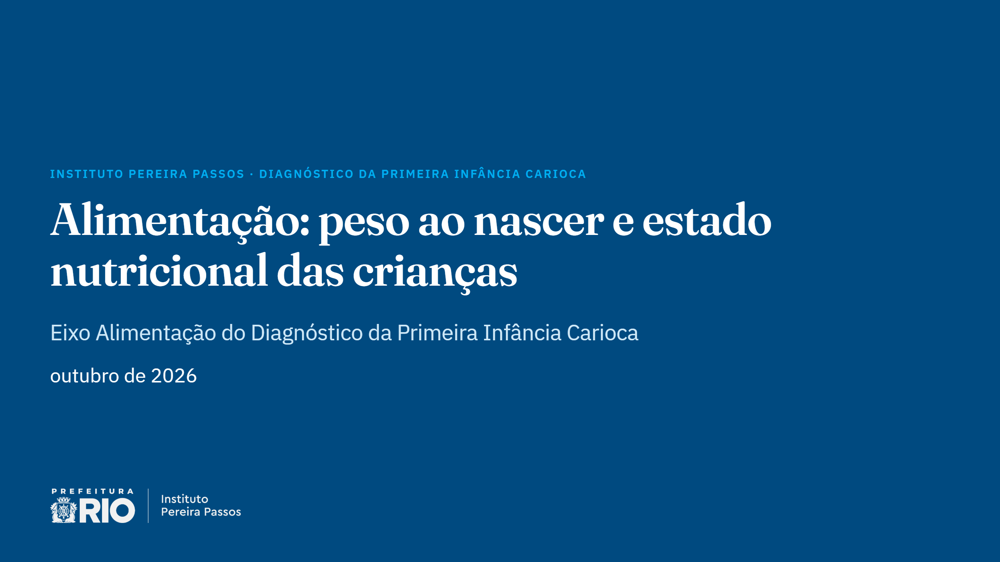 INSTITUTO PEREIRA PASSOS · DIAGNÓSTICO DA PRIMEIRA INFÂNCIA CARIOCA
Alimentação: peso ao nascer e estado
nutricional das crianças
Eixo Alimentação do Diagnóstico da Primeira Infância Carioca
outubro de 2026
PREFEITURA
RIO
Instituto
Pereira Passos